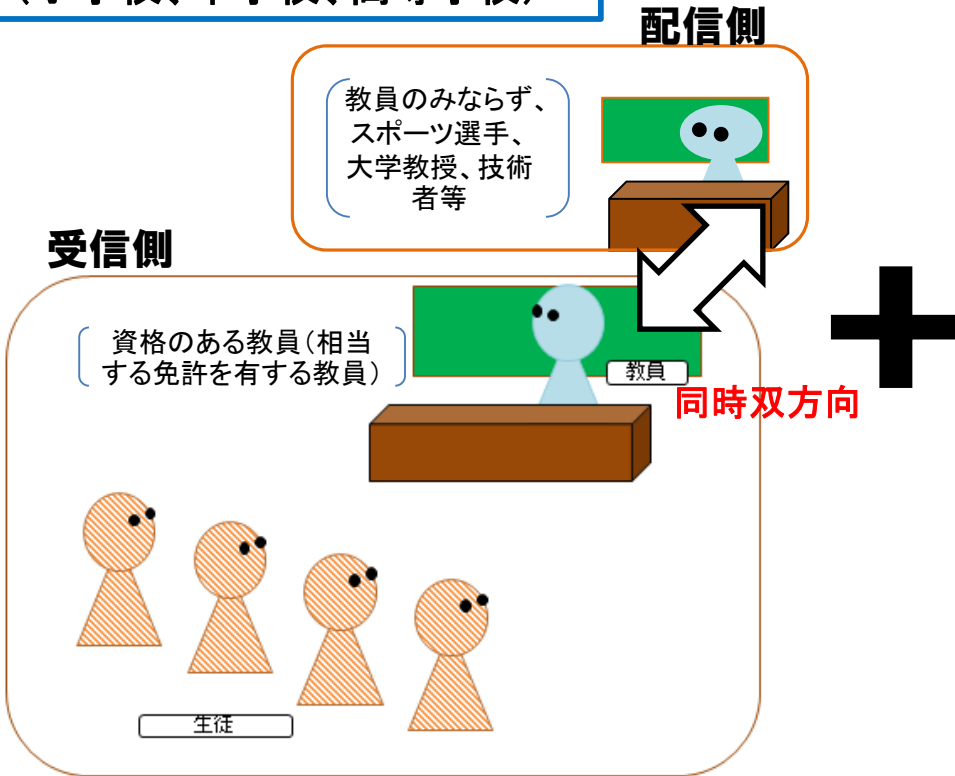 配信側
教員のみならず、
スポーツ選手、
大学教授、技術
者等
受信側
資格のある教員（相当
する免許を有する教員）
教員
同時双方向
生徒